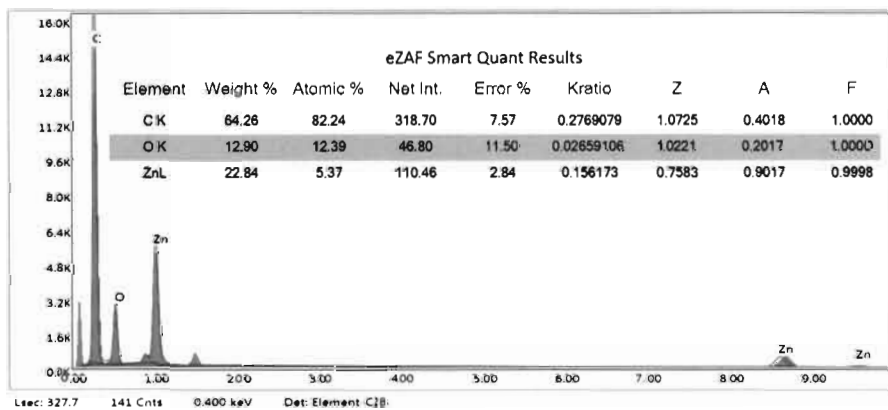 16.0K
C
14.4K
eZAF Smart Quant Results
12.8K
Element Weight % Atomic % Net Int. Error % Kratio Z A F
C K 64.26 82.24 318.70 7.57 0.2769079 1.0725 0.4018 1.0000
11.2K
O K 12.90 12.39 46.80 11.50 0.02659106 1.0221 0.2017 1.0000
9.6K
ZnL 22.84 5.37 110.46 2.84 0.156173 0.7583 0.9017 0.9998
8.0K
6.4K
Zn
4.8K
3.2K
O
1.6K
Zn Zn
0.0K
0.00 1.00 2.00 3.00 4.00 5.00 6.00 7.00 8.00 9.00
Lsec: 327.7 141 Cnts 0.400 keV Det: Element